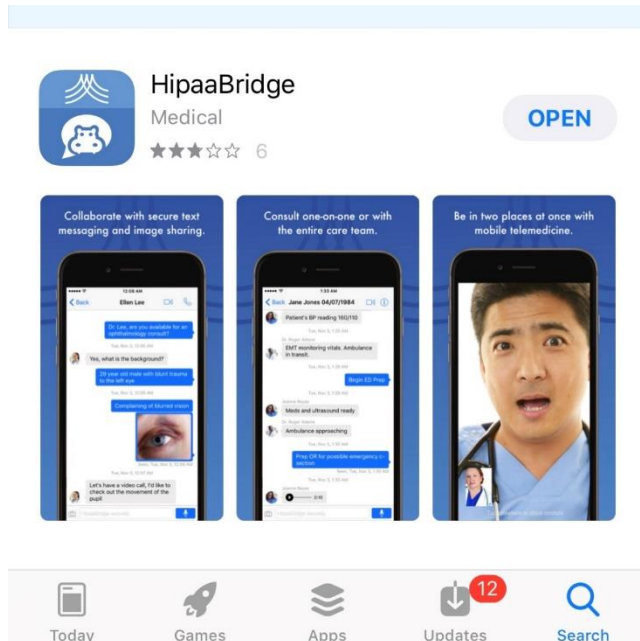 HipaaBridge
Medical
OPEN
6
Collaborate with secure text
messaging and image sharing.
Consult one-on-one or with
the entire care team.
Be in two places at once with
mobile telemedicine.
12:08 AM
Back Ellen Lee
Dr. Lee, are you available for an
ophthalmology consult?
Yes, what is the background?
29 year old male with blunt trauma
to the left eye
Complaining of blurred vision
Let's have a video call, I'd like to
check out the movement of the
pupil
1:33 AM
Back Jane Jones 04/07/1984
Patient's BP reading 160/110
EMT monitoring vitals. Ambulance
in transit.
Begin ED Prep
Meds and ultrasound ready
Ambulance approaching
Prep OR for possible emergency c-
section
12
Today
Games
Apps
Updates
Search